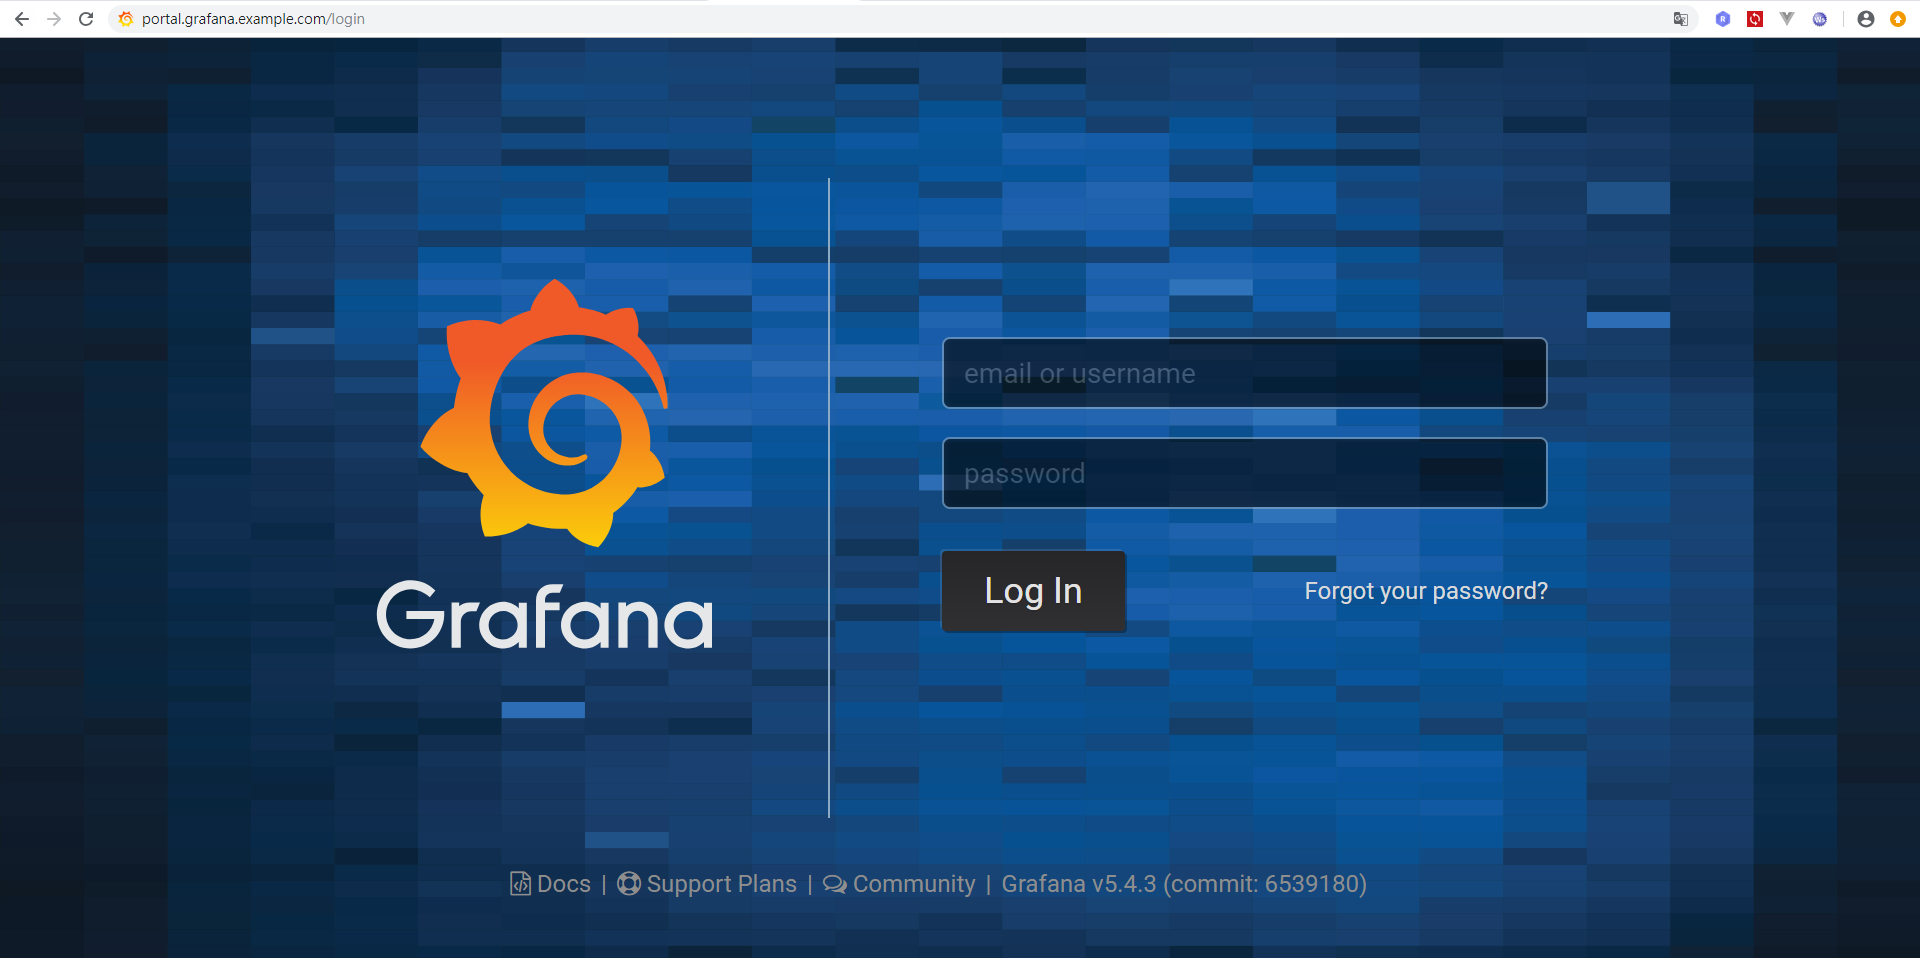 portal.grafana.example.com/login
Grafana
email or username
password
Log In
Forgot your password?
Docs | Support Plans | Community | Grafana v5.4.3 (commit: 6539180)